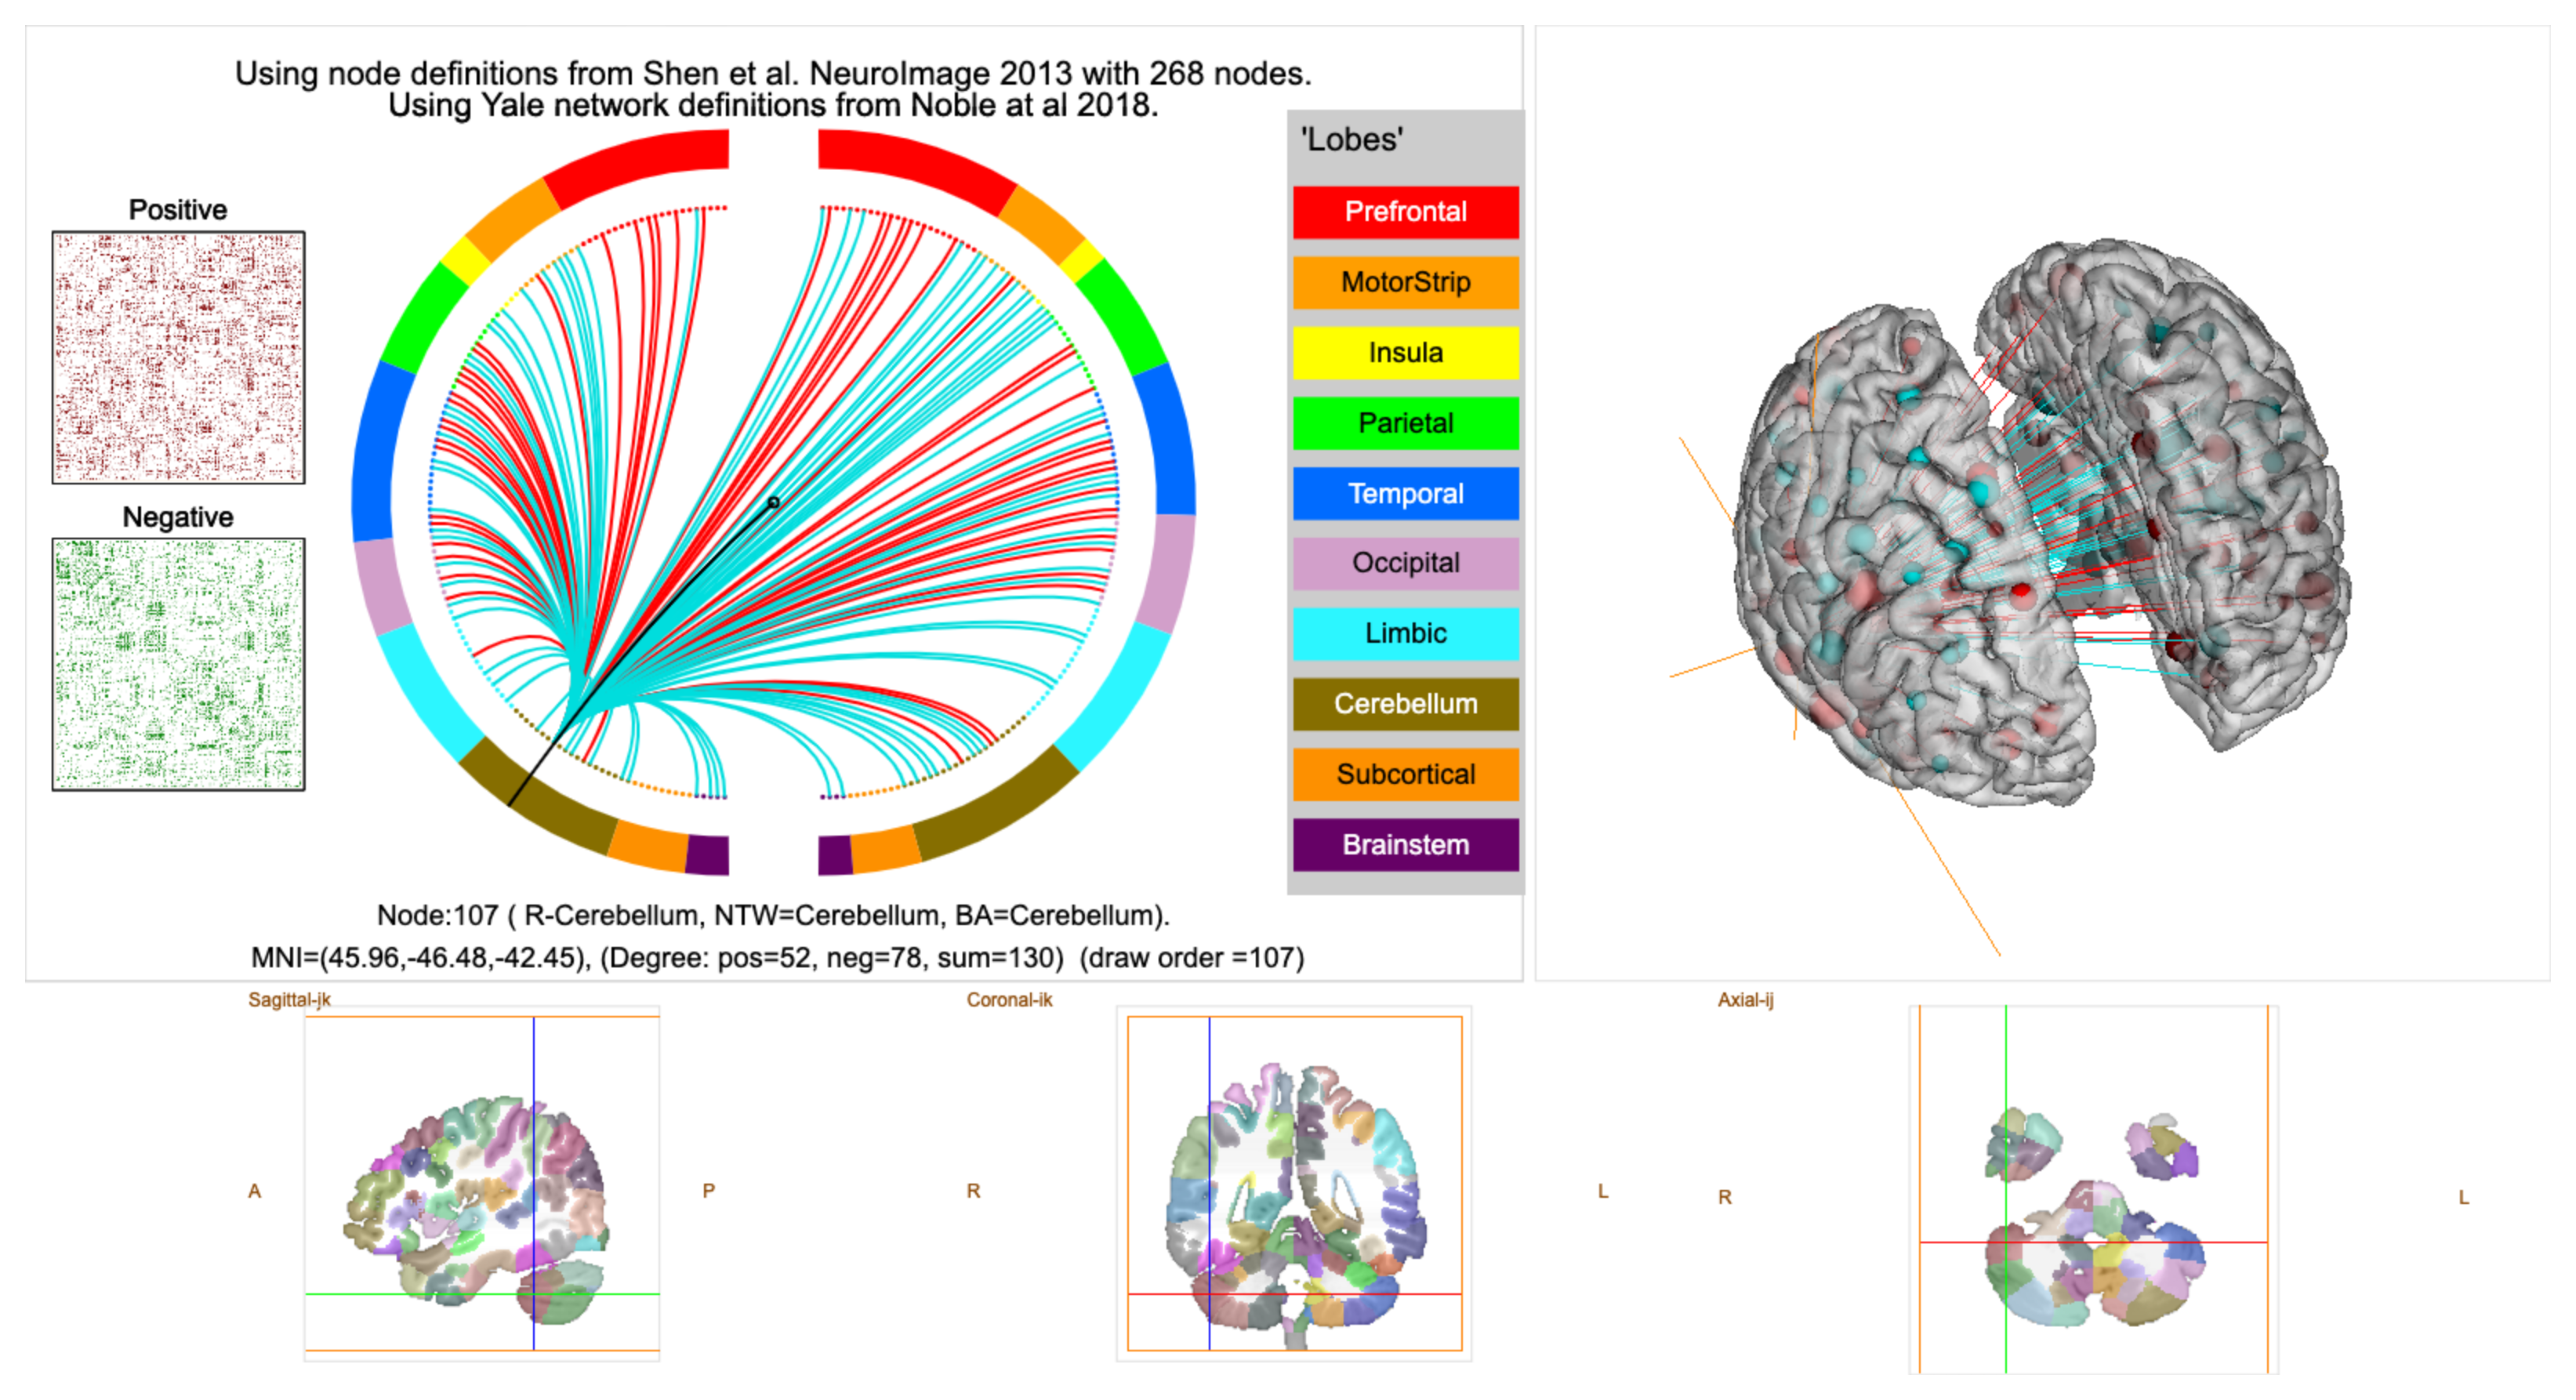 Using node definitions from Shen et al. NeuroImage 2013 with 268 nodes.
Using Yale network definitions from Noble at al 2018.
'Lobes'
Positive
Negative
Prefrontal
MotorStrip
Insula
Parietal
Temporal
Occipital
Limbic
Cerebellum
Subcortical
Brainstem
Node:107 ( R-Cerebellum, NTW=Cerebellum, BA=Cerebellum).
MNI=(45.96,-46.48,-42.45), (Degree: pos=52, neg=78, sum=130) (draw order =107)
Sagittal-jk
Coronal-ik
Axial-ij
A
P
R
L
R
L